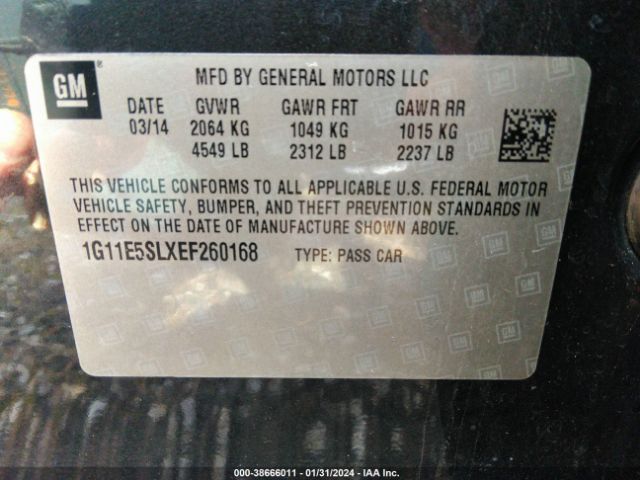 GM ®
MFD BY GENERAL MOTORS LLC
DATE GVWR GAWR FRT GAWR RR
03/14 2064 KG 1049 KG 1015 KG
4549 LB 2312 LB 2237 LB
THIS VEHICLE CONFORMS TO ALL APPLICABLE U.S. FEDERAL MOTOR
VEHICLE SAFETY, BUMPER, AND THEFT PREVENTION STANDARDS IN
EFFECT ON THE DATE OF MANUFACTURE SHOWN ABOVE.
1G11E5SLXEF260168 TYPE: PASS CAR
000-38666011 - 01/31/2024 - IAA Inc.